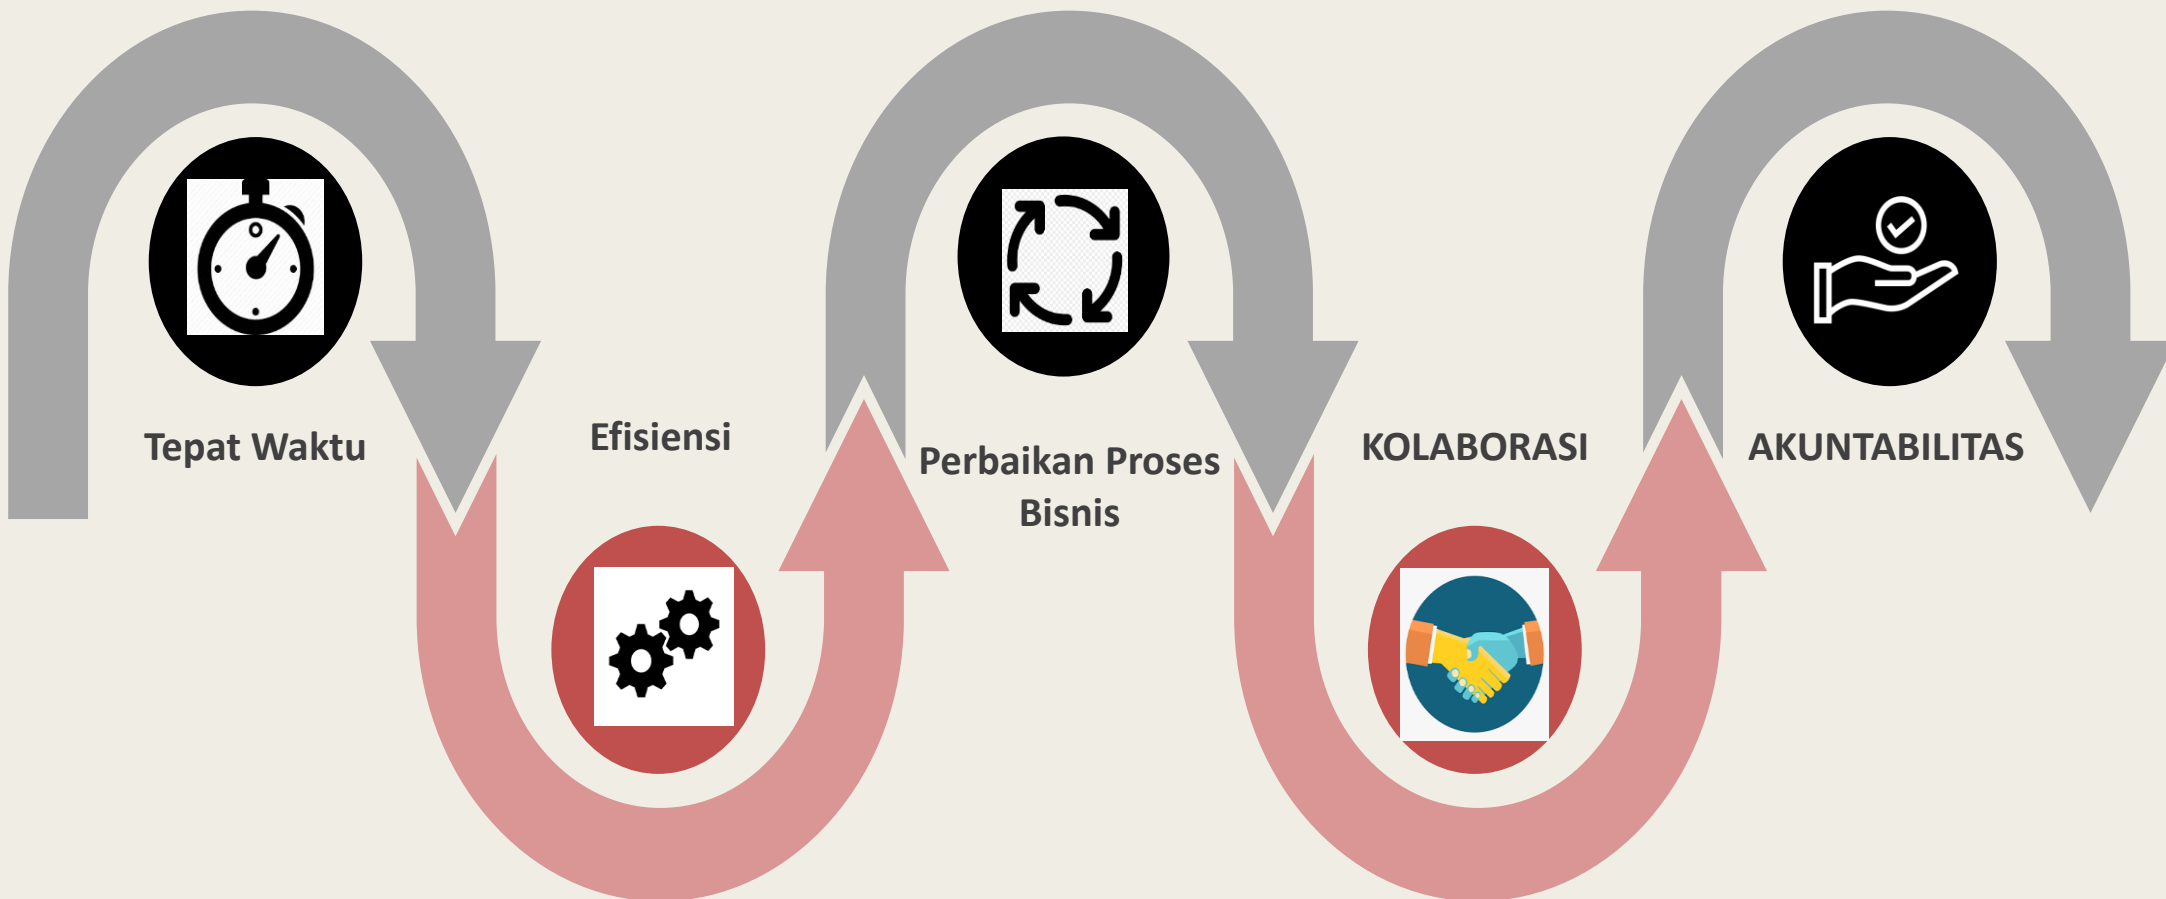 Tepat Waktu
Efisiensi
Perbaikan Proses
Bisnis
KOLABORASI
AKUNTABILITAS